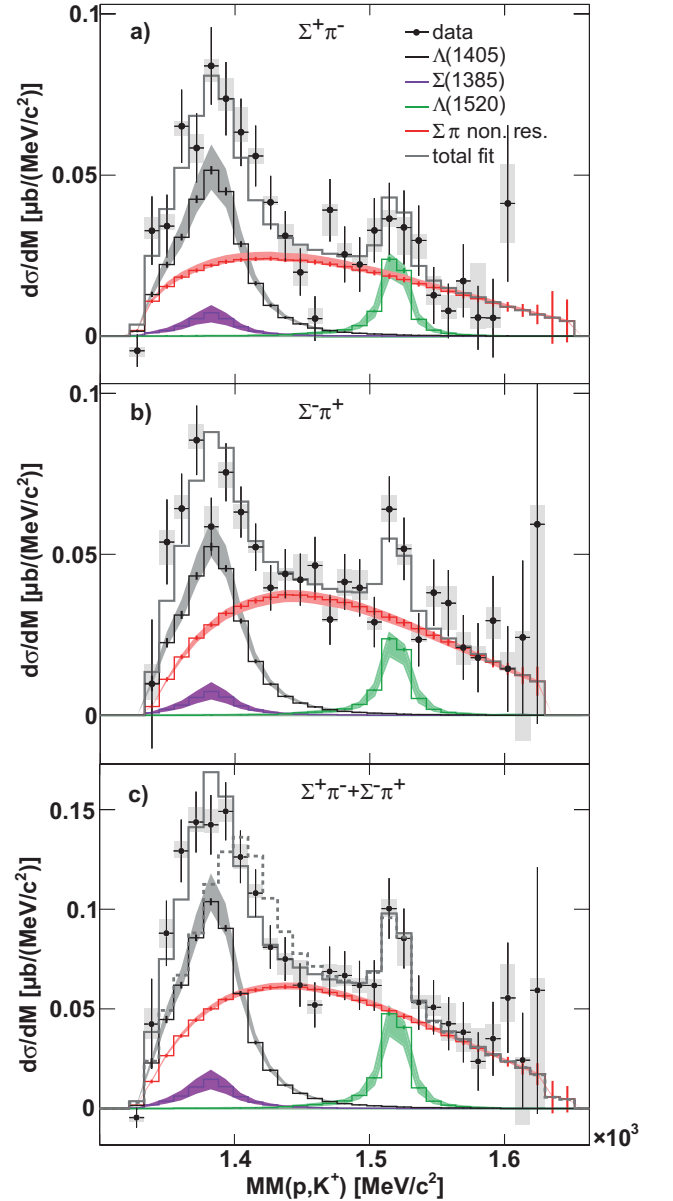 0.1
a)
Σ⁺π⁻
data
Λ(1405)
Σ(1385)
Λ(1520)
Σ π non. res.
total fit
0.05
0
dσ/dM [μb/(MeV/c²)]
0.1
b)
Σ⁻π⁺
0.05
0
dσ/dM [μb/(MeV/c²)]
c)
Σ⁺π⁻+Σ⁻π⁺
0.15
0.1
0.05
0
dσ/dM [μb/(MeV/c²)]
1.4 1.5 1.6
×10³
MM(p,K⁺) [MeV/c²]